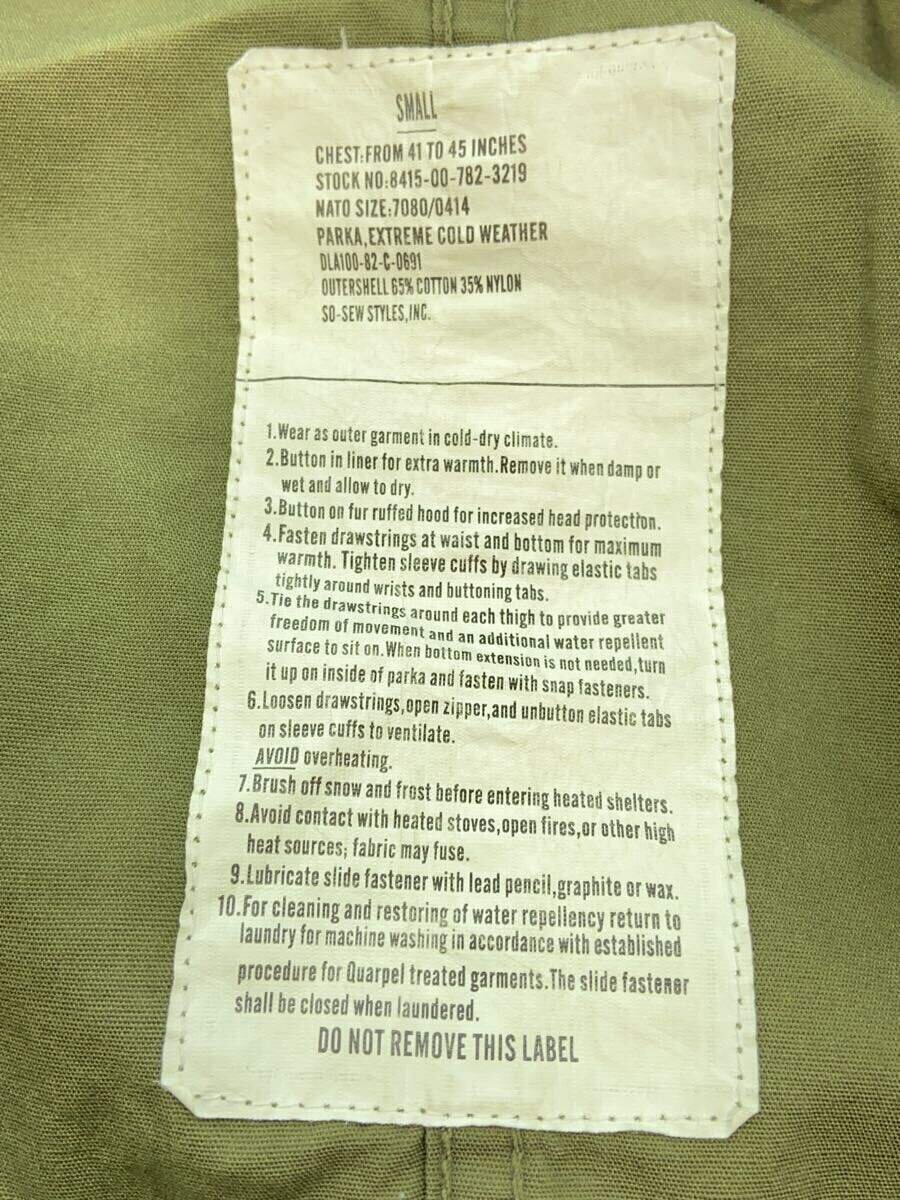 SMALL
CHEST:FROM 41 TO 45 INCHES
STOCK NO:8415-00-782-3219
NATO SIZE:7080/0414
PARKA,EXTREME COLD WEATHER
DLA100-82-C-0691
OUTERSHELL 65% COTTON 35% NYLON
SO-SEW STYLES,INC.
1.Wear as outer garment in cold-dry climate.
2.Button in liner for extra warmth.Remove it when damp or
wet and allow to dry.
3.Button on fur ruffed hood for increased head protection.
4.Fasten drawstrings at waist and bottom for maximum
warmth. Tighten sleeve cuffs by drawing elastic tabs
tightly around wrists and buttoning tabs.
5.Tie the drawstrings around each thigh to provide greater
freedom of movement and an additional water repellent
surface to sit on.When bottom extension is not needed,turn
it up on inside of parka and fasten with snap fasteners.
6.Loosen drawstrings,open zipper,and unbutton elastic tabs
on sleeve cuffs to ventilate.
AVOID overheating.
7.Brush off snow and frost before entering heated shelters.
8.Avoid contact with heated stoves,open fires,or other high
heat sources; fabric may fuse.
9.Lubricate slide fastener with lead pencil,graphite or wax.
10.For cleaning and restoring of water repellency return to
laundry for machine washing in accordance with established
procedure for Quarpel treated garments.The slide fastener
shall be closed when laundered.
DO NOT REMOVE THIS LABEL